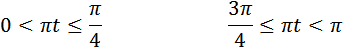 0 < πt ≤ π/4    3π/4 ≤ πt < π